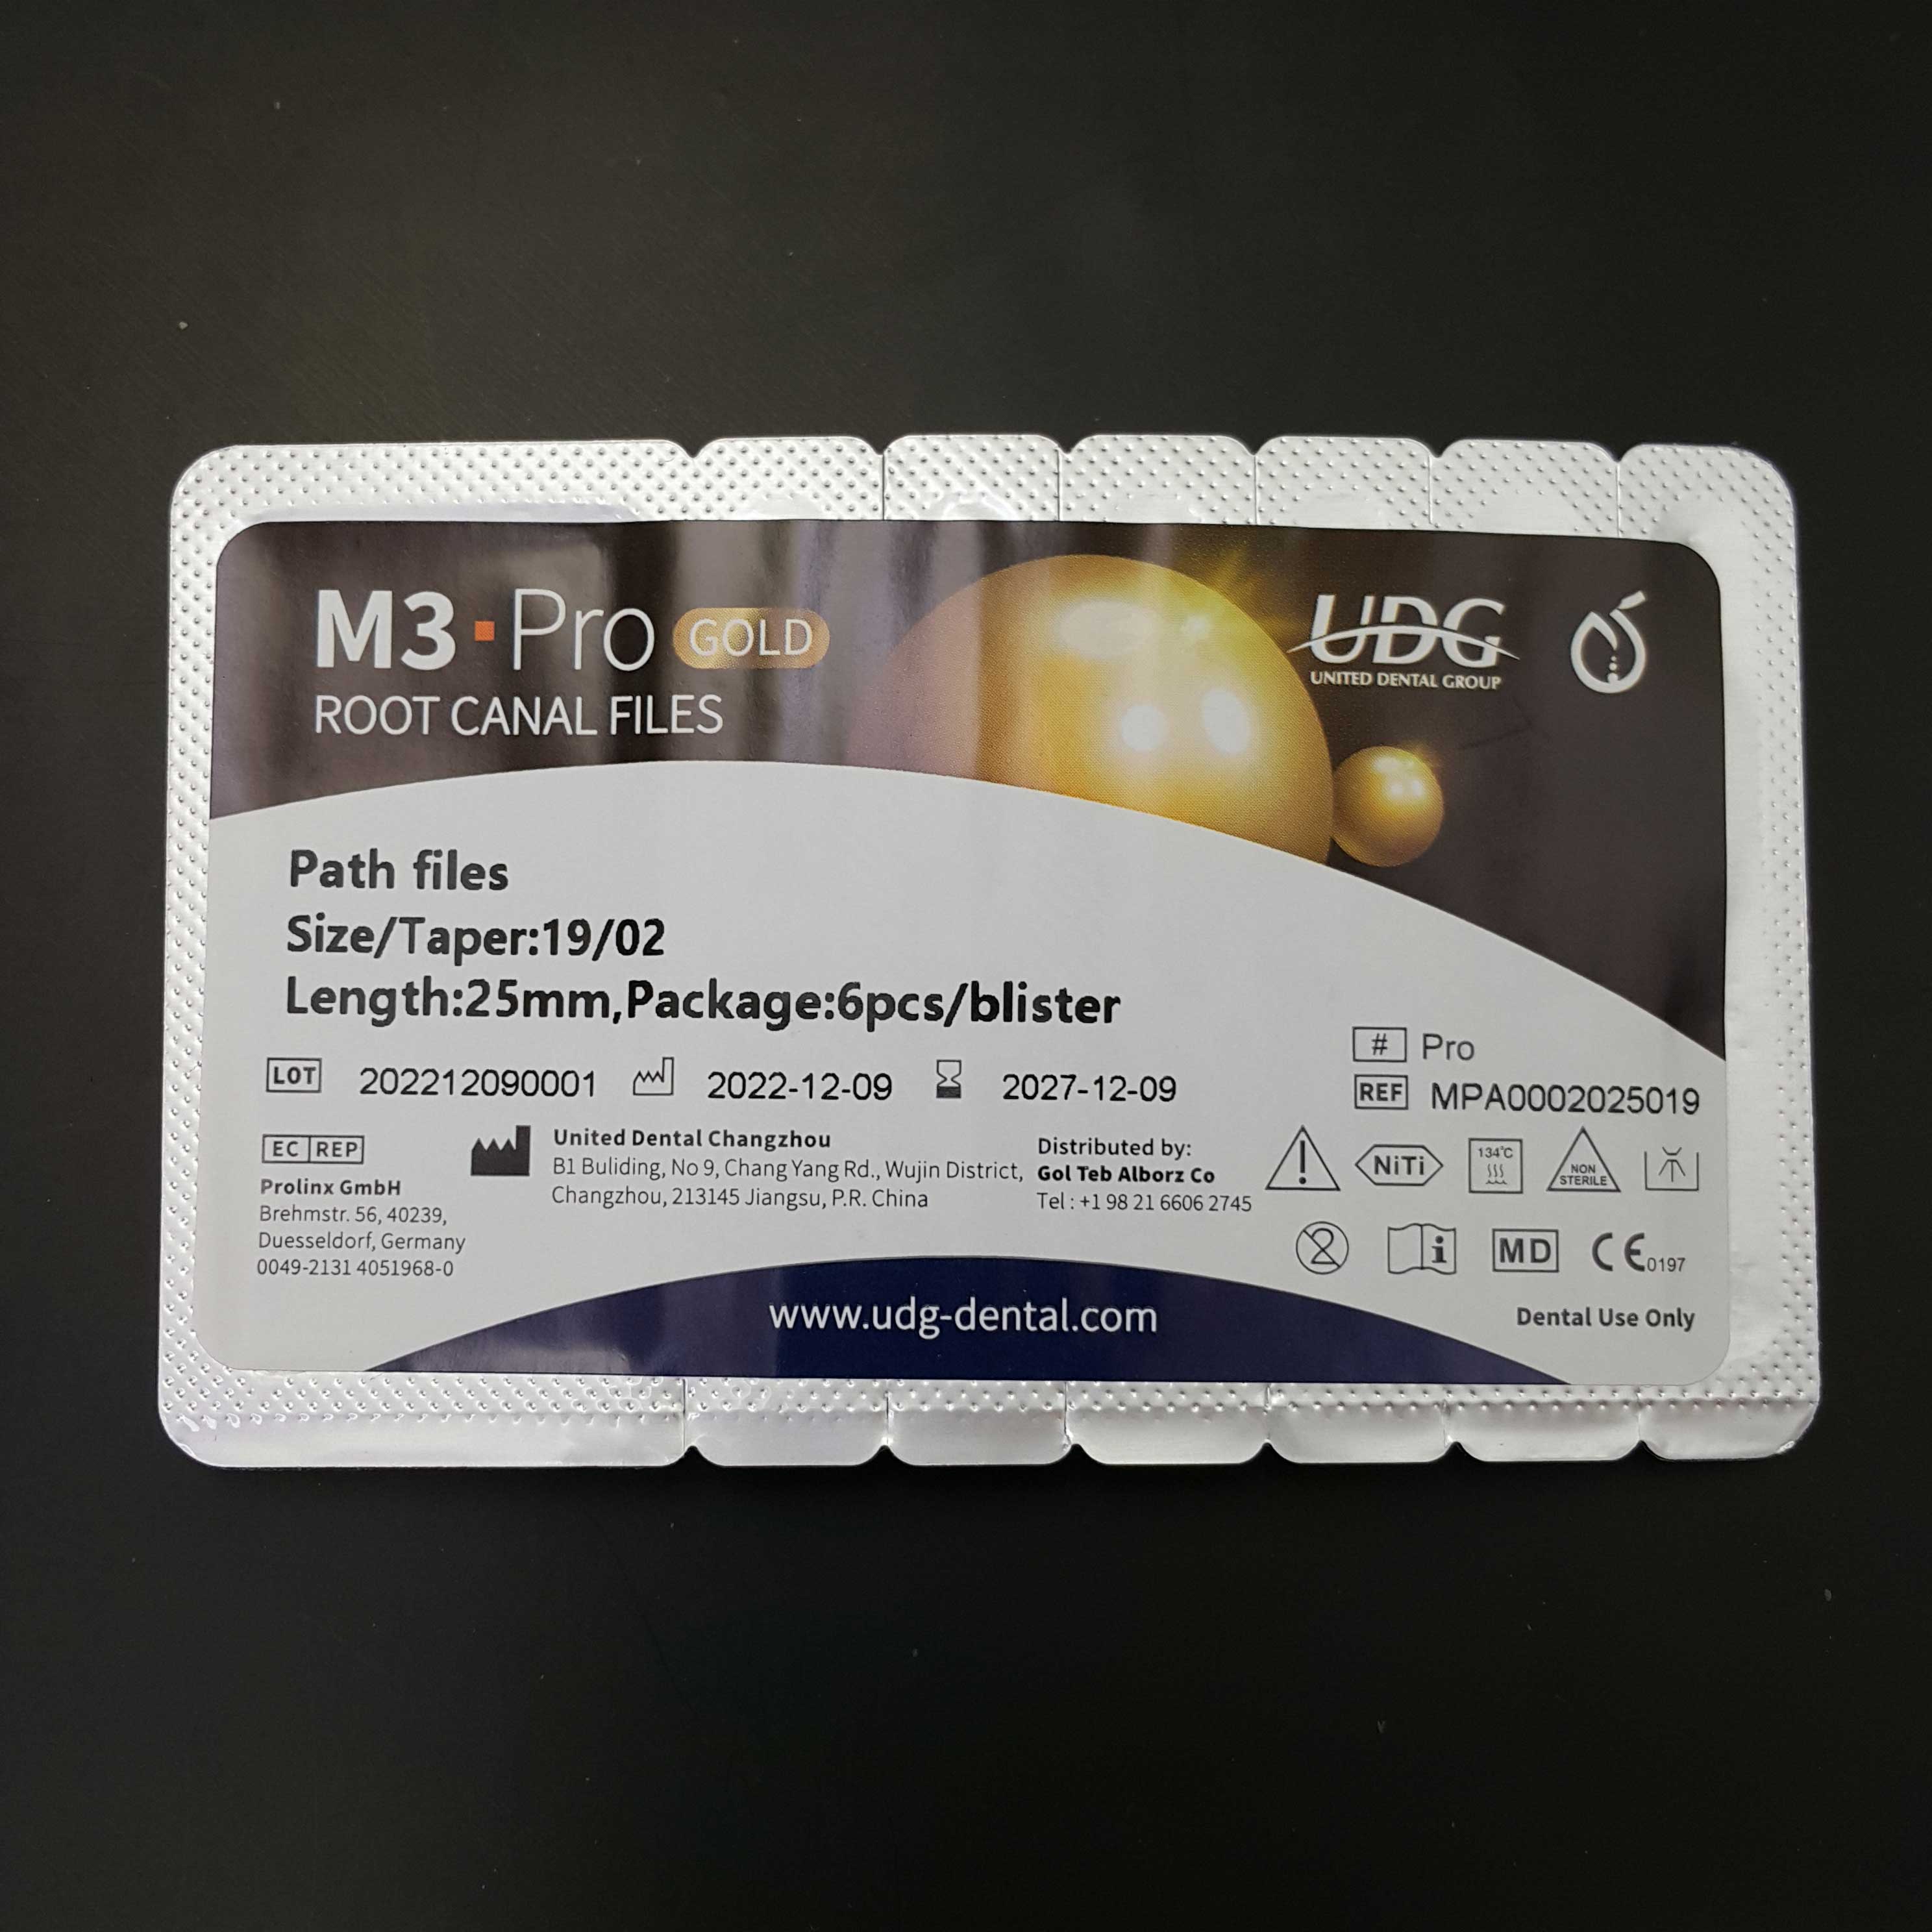 M3 Pro GOLD
ROOT CANAL FILES
UDG
UNITED DENTAL GROUP
Path files
Size/Taper:19/02
Length:25mm,Package:6pcs/blister
# Pro
LOT 202212090001 2022-12-09 2027-12-09
REF MPA0002025019
EC REP
Prolinx GmbH
Brehmstr. 56, 40239,
Duesseldorf, Germany
0049-2131 4051968-0
United Dental Changzhou
B1 Buliding, No 9, Chang Yang Rd., Wujin District,
Changzhou, 213145 Jiangsu, P.R. China
Distributed by:
Gol Teb Alborz Co
Tel : +1 98 21 6606 2745
! NiTi 134°C NON STERILE
2 i MD CE 0197
Dental Use Only
www.udg-dental.com